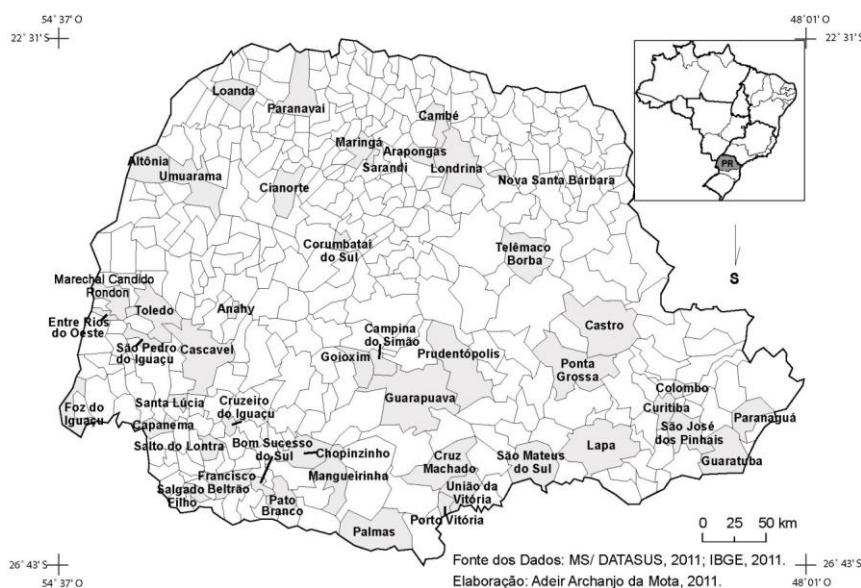 54° 37' O
48° 01' O
22° 31' S
22° 31' S
PR
Loanda
Paranavaí
Cambé
Maringá
Arapongas
Sarandi
Londrina
Altônia
Umuarama
Cianorte
Nova Santa Bárbara
Corumbatai
do Sul
Telêmaco
Borba
S
Marechal Candido
Rondon
Toledo
Anahy
Entre Rios
do Oeste
São Pedro
do Iguaçu
Cascavel
Campina
do Simão
Goioxim
Prudentópolis
Castro
Ponta
Grossa
Guarapuava
Colombo
Curitiba
Paranaguá
São José
dos Pinhais
Guaratuba
Foz do
Iguaçu
Santa Lúcia
Cruzeiro
do Iguaçu
Capanema
Salto do Lontra
Bom Sucesso
do Sul
Chopinzinho
Mangueirinha
Cruz
Machado
São Mateus
do Sul
Lapa
Francisco
Beltrão
Salgado
Filho
Pato
Branco
União da
Vitória
Porto Vitória
Palmas
0 25 50 km
26° 43' S
26° 43' S
54° 37' O
48° 01' O
Fonte dos Dados: MS/ DATASUS, 2011; IBGE, 2011.
Elaboração: Adeir Archanjo da Mota, 2011.